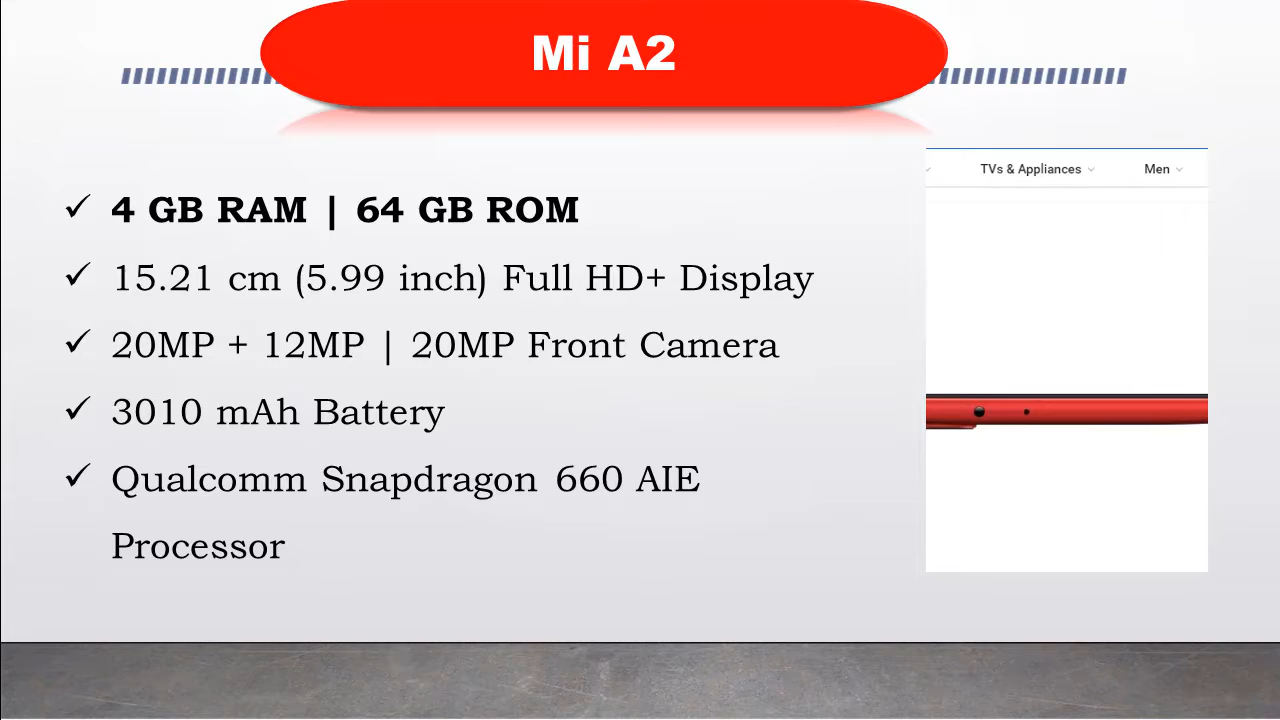 Mi A2
TVs & Appliances
Men
4 GB RAM | 64 GB ROM
15.21 cm (5.99 inch) Full HD+ Display
20MP + 12MP | 20MP Front Camera
3010 mAh Battery
Qualcomm Snapdragon 660 AIE
Processor